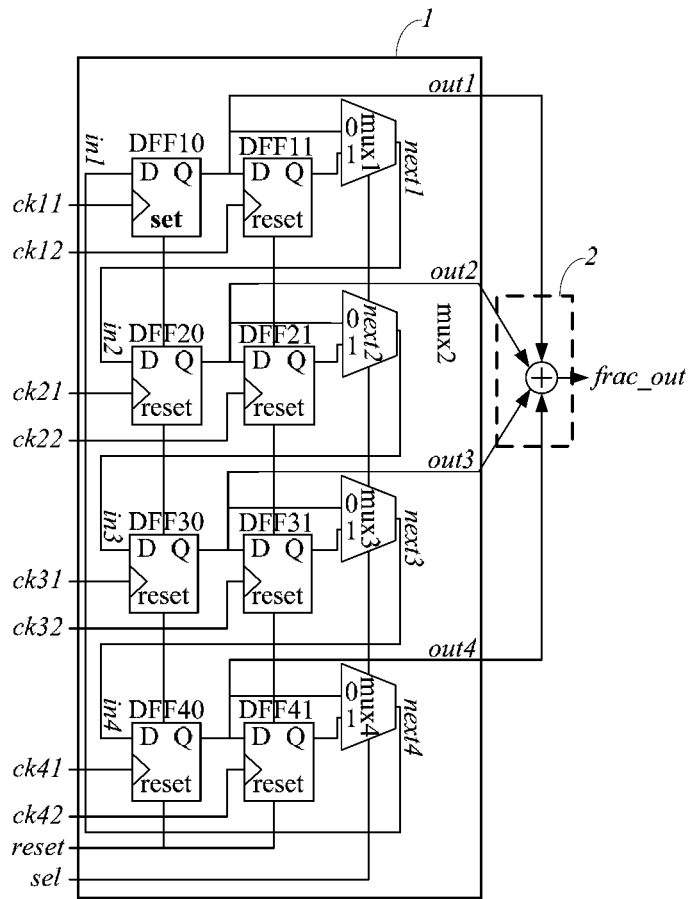 1
out1
in1
DFF10
D Q
set
DFF11
D Q
reset
0
1
mux1
next1
ck11
ck12
out2
2
in2
DFF20
D Q
reset
DFF21
D Q
reset
0
1
next2
mux2
frac_out
ck21
ck22
out3
in3
DFF30
D Q
reset
DFF31
D Q
reset
0
1
mux3
next3
ck31
ck32
out4
in4
DFF40
D Q
reset
DFF41
D Q
reset
0
1
mux4
next4
ck41
ck42
reset
sel